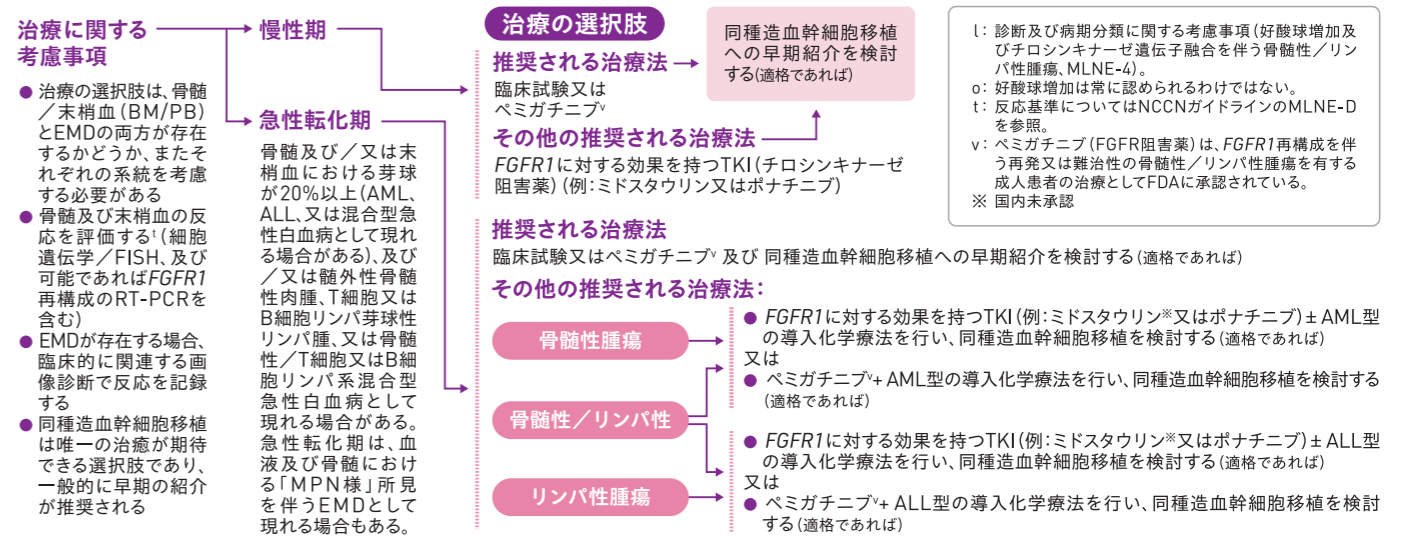 治療に関する
考慮事項
● 治療の選択肢は、骨髄
／末梢血(BM/PB)
とEMDの両方が存在
するかどうか、またそ
れぞれの系統を考慮
する必要がある
● 骨髄及び末梢血の反
応を評価するᵗ(細胞
遺伝学／FISH、及び
可能であればFGFR1
再構成のRT-PCRを
含む)
● EMDが存在する場合、
臨床的に関連する画
像診断で反応を記録
する
● 同種造血幹細胞移植
は唯一の治癒が期待
できる選択肢であり、
一般的に早期の紹介
が推奨される
慢性期
急性転化期
骨髄及び／又は末
梢血における芽球
が20%以上(AML、
ALL、又は混合型急
性白血病として現れ
る場合がある)、及び
／又は髄外性骨髄
性肉腫、T細胞又は
B細胞リンパ芽球性
リンパ腫、又は骨髄
性／T細胞又はB細
胞リンパ系混合型
急性白血病として
現れる場合がある。
急性転化期は、血
液及び骨髄におけ
る「MPN様」所見
を伴うEMDとして
現れる場合もある。
治療の選択肢
推奨される治療法
臨床試験又は
ペミガチニブᵛ
その他の推奨される治療法
FGFR1に対する効果を持つTKI(チロシンキナーゼ
阻害薬)(例：ミドスタウリン又はポナチニブ)
同種造血幹細胞移植
への早期紹介を検討
する(適格であれば)
l： 診断及び病期分類に関する考慮事項(好酸球増加及
びチロシンキナーゼ遺伝子融合を伴う骨髄性／リン
パ性腫瘍、MLNE-4)。
o： 好酸球増加は常に認められるわけではない。
t： 反応基準についてはNCCNガイドラインのMLNE-D
を参照。
v： ペミガチニブ(FGFR阻害薬)は、FGFR1再構成を伴
う再発又は難治性の骨髄性／リンパ性腫瘍を有する
成人患者の治療としてFDAに承認されている。
※ 国内未承認
推奨される治療法
臨床試験又はペミガチニブᵛ 及び 同種造血幹細胞移植への早期紹介を検討する(適格であれば)
その他の推奨される治療法：
骨髄性腫瘍
骨髄性／リンパ性
リンパ性腫瘍
● FGFR1に対する効果を持つTKI(例：ミドスタウリン※又はポナチニブ)± AML型
の導入化学療法を行い、同種造血幹細胞移植を検討する(適格であれば)
又は
● ペミガチニブᵛ+ AML型の導入化学療法を行い、同種造血幹細胞移植を検討する
(適格であれば)
● FGFR1に対する効果を持つTKI(例：ミドスタウリン※又はポナチニブ)± ALL型
の導入化学療法を行い、同種造血幹細胞移植を検討する(適格であれば)
又は
● ペミガチニブᵛ+ ALL型の導入化学療法を行い、同種造血幹細胞移植を検討
する(適格であれば)